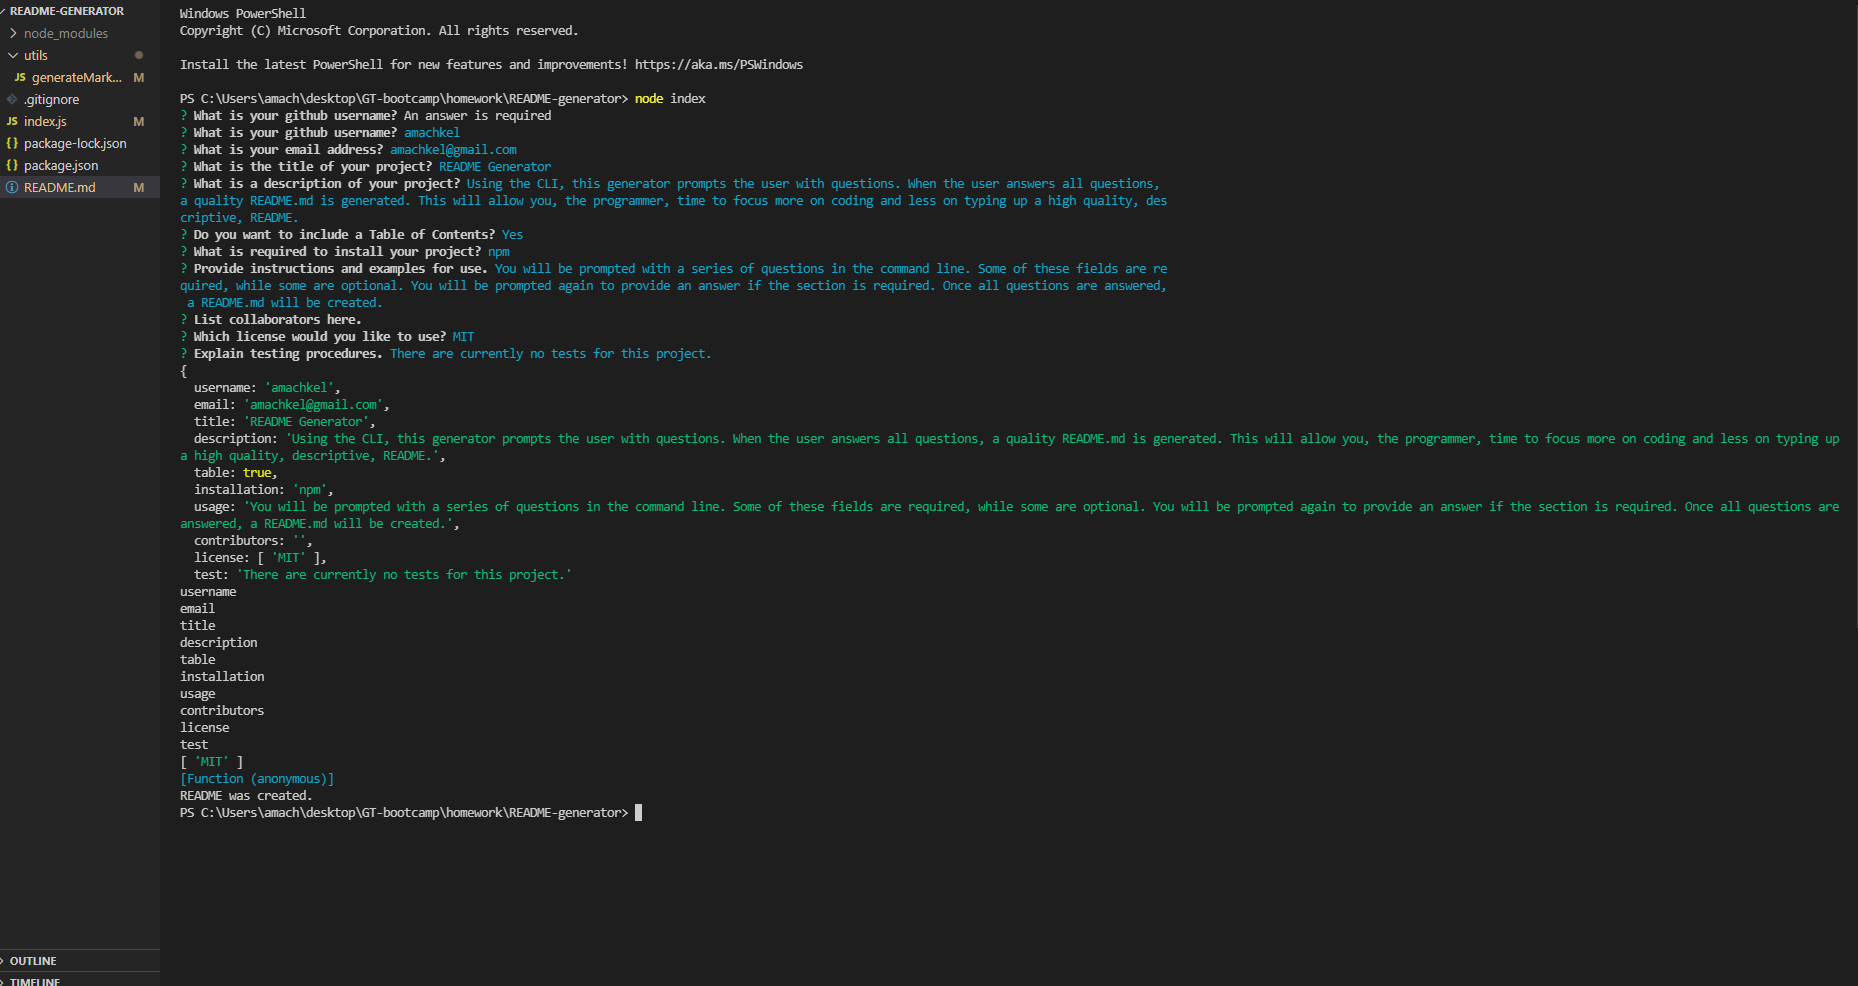 README-GENERATOR
node_modules
utils
JS generateMark... M
.gitignore
JS index.js M
{} package-lock.json
{} package.json
README.md M
OUTLINE
TIMELINE
Windows PowerShell
Copyright (C) Microsoft Corporation. All rights reserved.
Install the latest PowerShell for new features and improvements! https://aka.ms/PSWindows
PS C:\Users\amach\desktop\GT-bootcamp\homework\README-generator> node index
? What is your github username? An answer is required
? What is your github username? amachkel
? What is your email address? amachkel@gmail.com
? What is the title of your project? README Generator
? What is a description of your project? Using the CLI, this generator prompts the user with questions. When the user answers all questions,
a quality README.md is generated. This will allow you, the programmer, time to focus more on coding and less on typing up a high quality, des
criptive, README.
? Do you want to include a Table of Contents? Yes
? What is required to install your project? npm
? Provide instructions and examples for use. You will be prompted with a series of questions in the command line. Some of these fields are re
quired, while some are optional. You will be prompted again to provide an answer if the section is required. Once all questions are answered,
a README.md will be created.
? List collaborators here.
? Which license would you like to use? MIT
? Explain testing procedures. There are currently no tests for this project.
{
username: 'amachkel',
email: 'amachkel@gmail.com',
title: 'README Generator',
description: 'Using the CLI, this generator prompts the user with questions. When the user answers all questions, a quality README.md is generated. This will allow you, the programmer, time to focus more on coding and less on typing up
a high quality, descriptive, README.',
table: true,
installation: 'npm',
usage: 'You will be prompted with a series of questions in the command line. Some of these fields are required, while some are optional. You will be prompted again to provide an answer if the section is required. Once all questions are
answered, a README.md will be created.',
contributors: '',
license: [ 'MIT' ],
test: 'There are currently no tests for this project.'
username
email
title
description
table
installation
usage
contributors
license
test
[ 'MIT' ]
[Function (anonymous)]
README was created.
PS C:\Users\amach\desktop\GT-bootcamp\homework\README-generator>